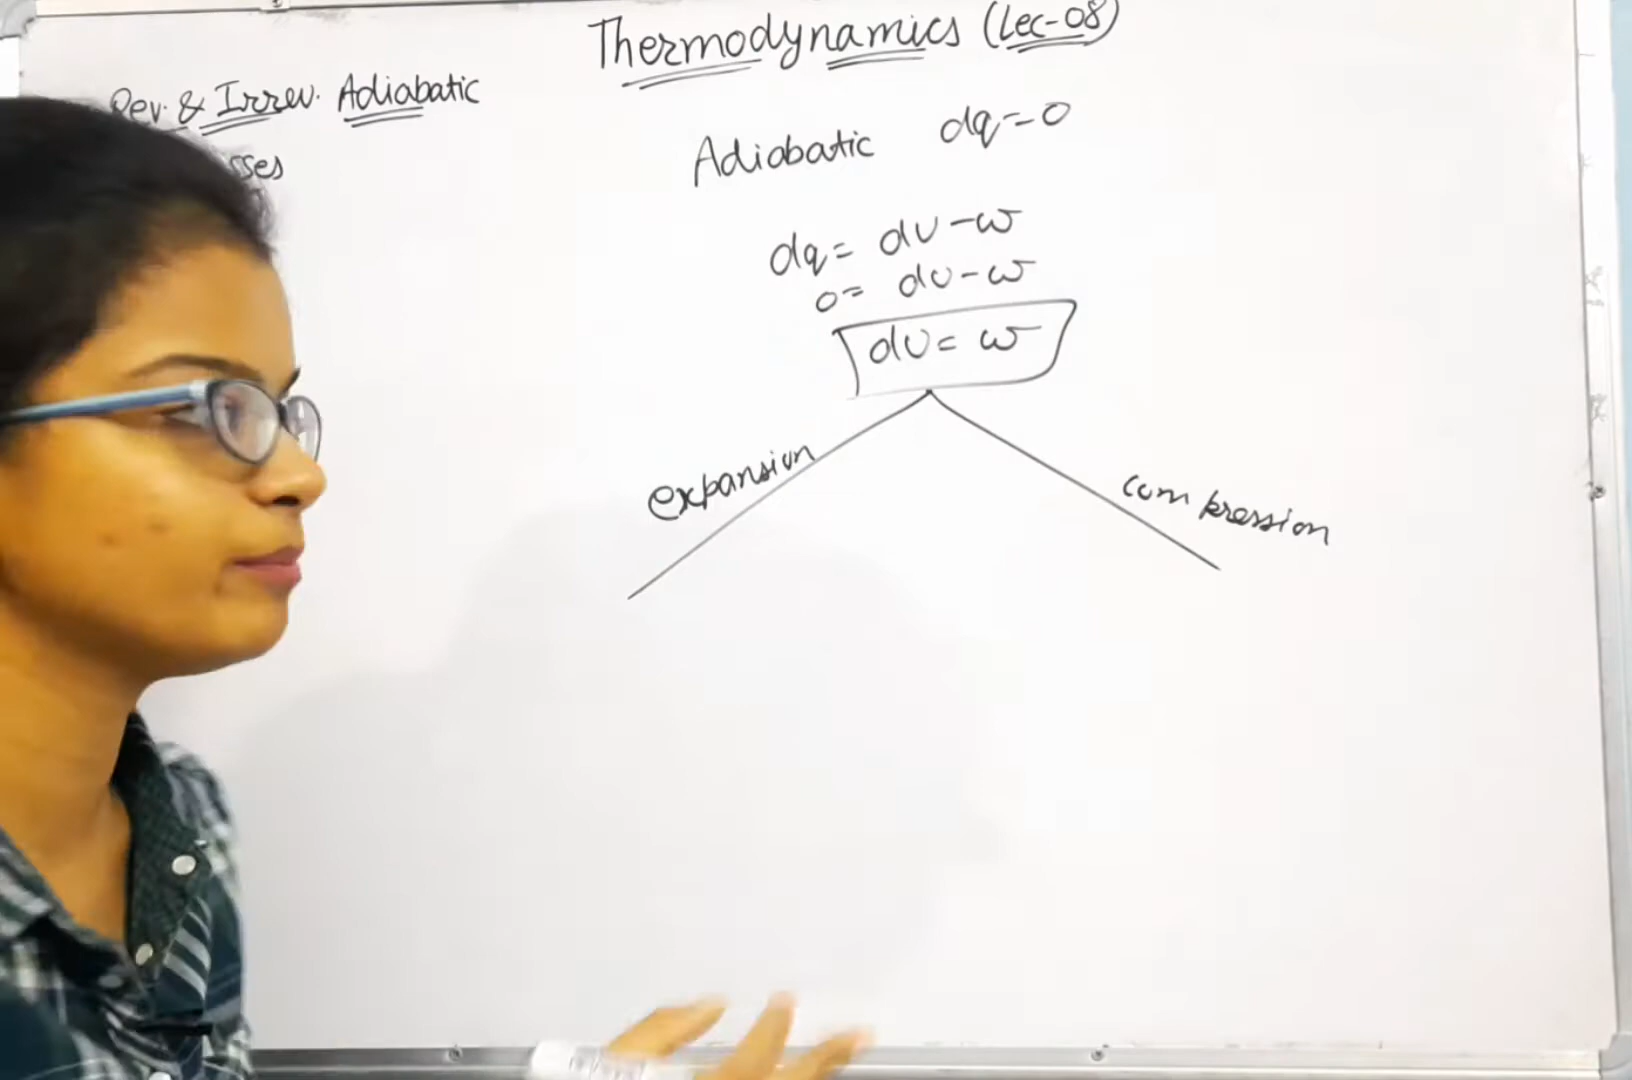 Thermodynamics (Lec-08)
Rev. & Irrev. Adiabatic
Adiabatic dq=0
dq= dU-w
0= dU-w
dU= w
expansion
compression